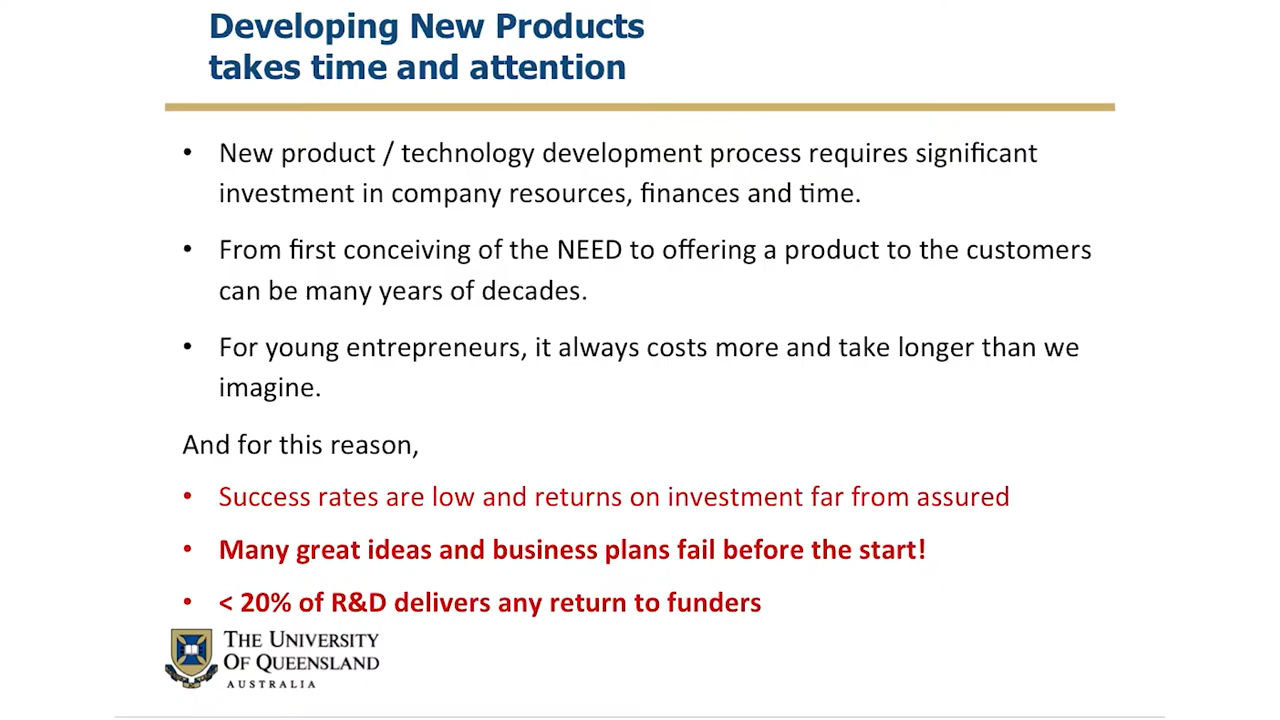 Developing New Products
takes time and attention
• New product / technology development process requires significant
investment in company resources, finances and time.
• From first conceiving of the NEED to offering a product to the customers
can be many years of decades.
• For young entrepreneurs, it always costs more and take longer than we
imagine.
And for this reason,
• Success rates are low and returns on investment far from assured
• Many great ideas and business plans fail before the start!
• < 20% of R&D delivers any return to funders
THE UNIVERSITY
OF QUEENSLAND
AUSTRALIA